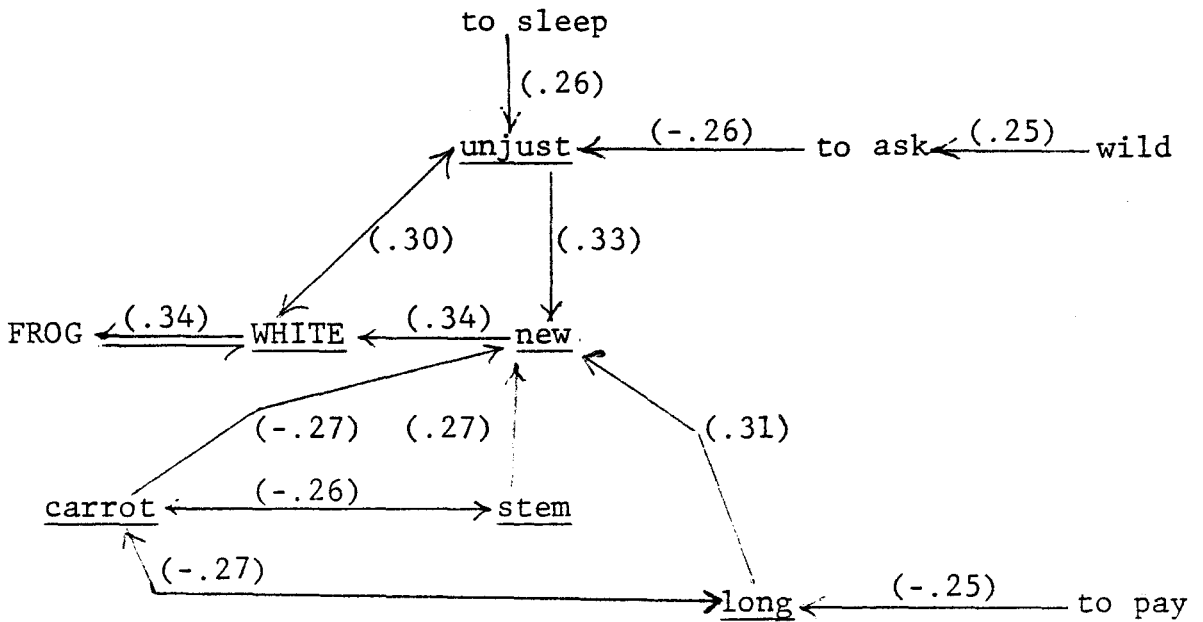 to sleep
(.26)
unjust (-.26) to ask (.25) wild
(.30) (.33)
FROG (.34) WHITE (.34) new
(-.27) (.27) (.31)
carrot (-.26) stem
(-.27) long (-.25) to pay